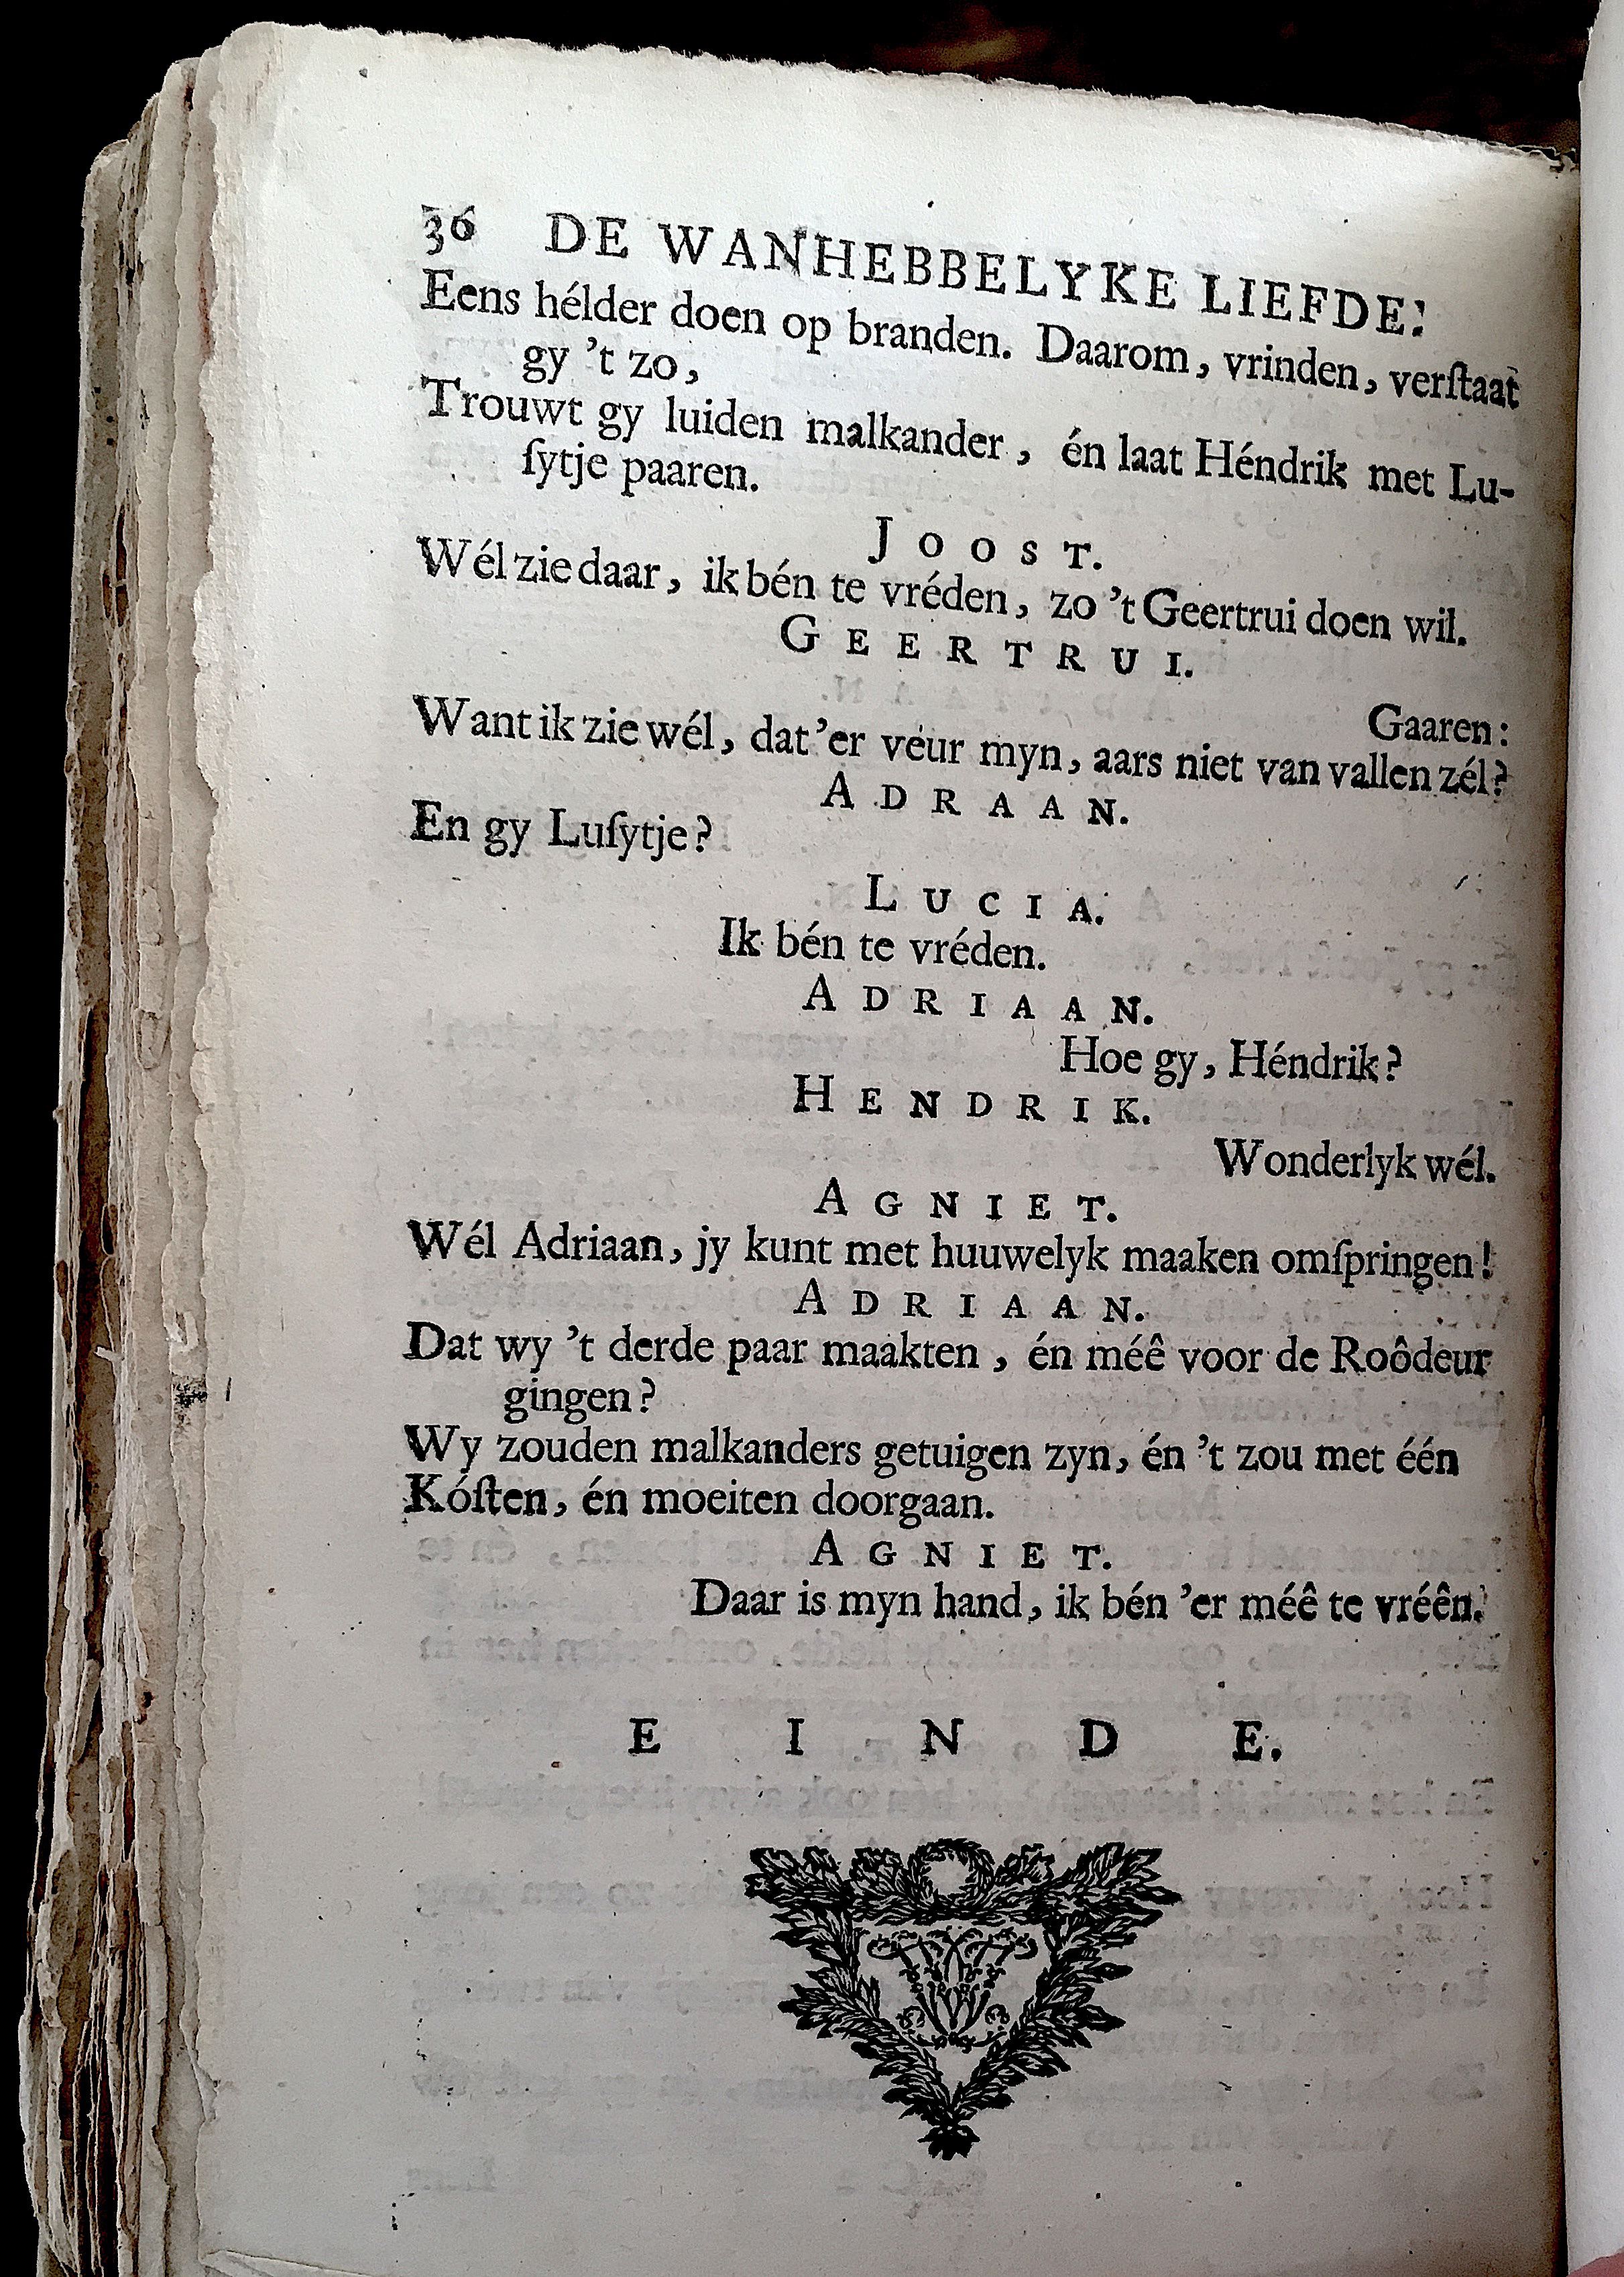 36 DE WANHEBBELYKE LIEFDE:
Eens hélder doen op branden. Daarom, vrinden, verſtaat
gy 't zo,
Trouwt gy luiden malkander, én laat Héndrik met Lu-
ſytje paaren.
JOOST.
Wél zie daar, ik bén te vréden, zo 't Geertrui doen wil.
GEERTRUI.
Gaaren:
Want ik zie wél, dat'er veur myn, aars niet van vallen zél?
ADRAAN.
En gy Luſytje?
LUCIA.
Ik bén te vréden.
ADRIAAN.
Hoe gy, Héndrik?
HENDRIK.
Wonderlyk wél.
AGNIET.
Wél Adriaan, jy kunt met huuwelyk maaken omſpringen!
ADRIAAN.
Dat wy 't derde paar maakten, én méê voor de Roôdeur
gingen?
Wy zouden malkanders getuigen zyn, én 't zou met één
Kóſten, én moeiten doorgaan.
AGNIET.
Daar is myn hand, ik bén 'er méê te vréên.
EINDE.